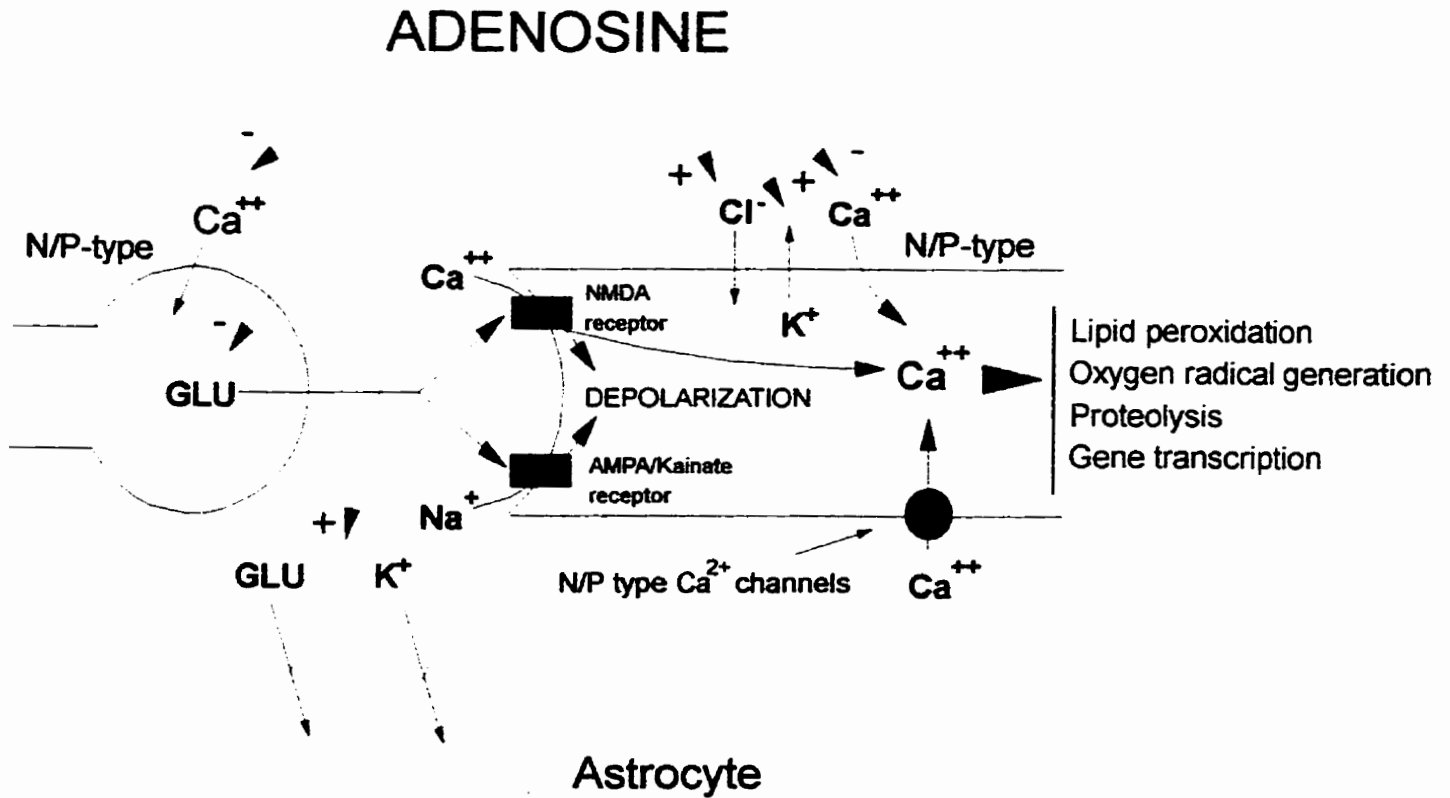 ADENOSINE
-
Ca++
N/P-type
-
GLU
Ca++
NMDA
receptor
DEPOLARIZATION
AMPA/Kainate
receptor
Na+
+
GLU K+
+ + -
Cl- Ca++
N/P-type
K+
Ca++
Lipid peroxidation
Oxygen radical generation
Proteolysis
Gene transcription
N/P type Ca2+ channels
Ca++
Astrocyte